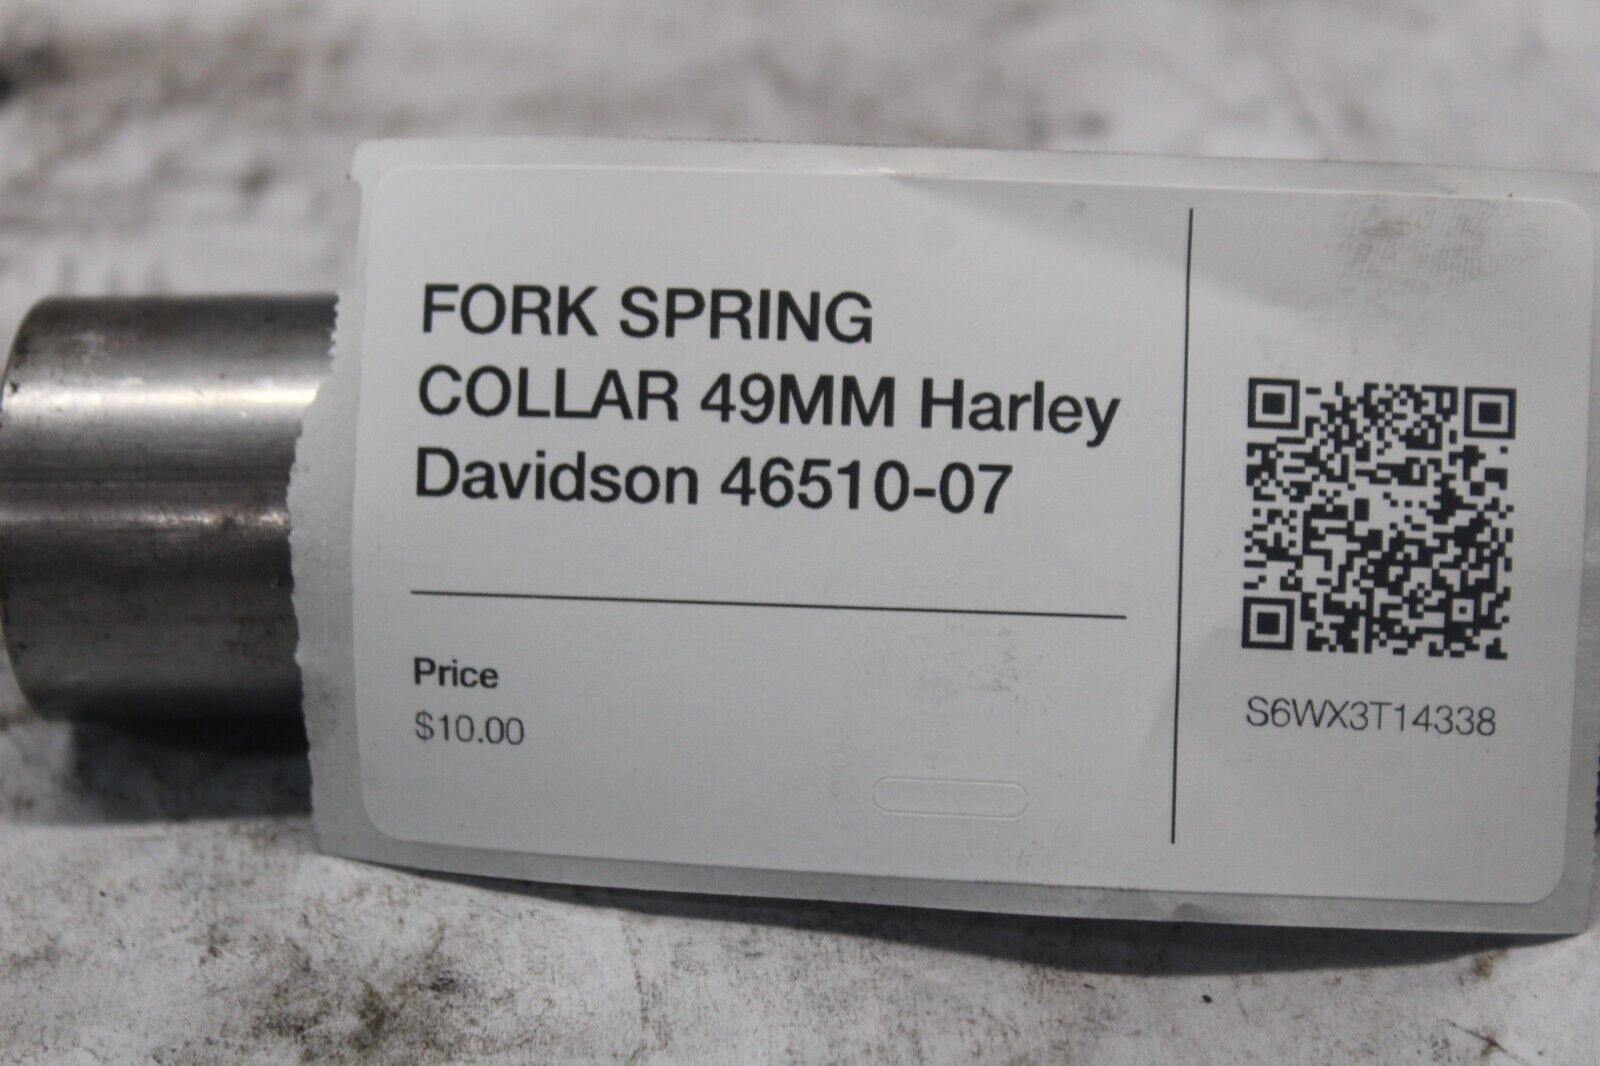 FORK SPRING
COLLAR 49MM Harley
Davidson 46510-07
Price
$10.00
S6WX3T14338